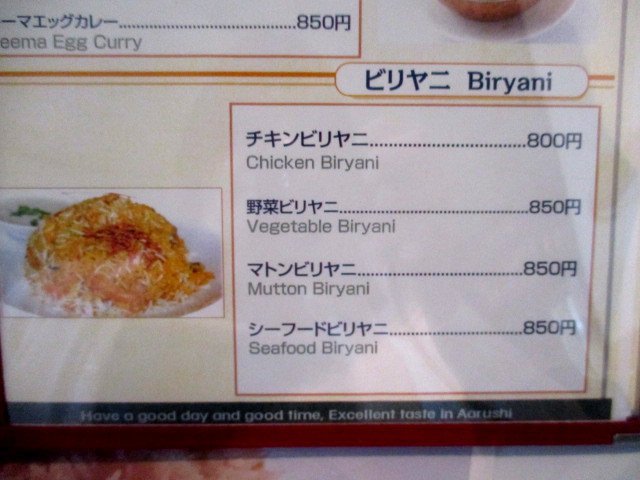 ーマエッグカレー..............................850円
eema Egg Curry
ビリヤニ Biryani
チキンビリヤニ..............................800円
Chicken Biryani
野菜ビリヤニ..............................850円
Vegetable Biryani
マトンビリヤニ..............................850円
Mutton Biryani
シーフードビリヤニ..............................850円
Seafood Biryani
Have a good day and good time, Excellent taste in Aarushi